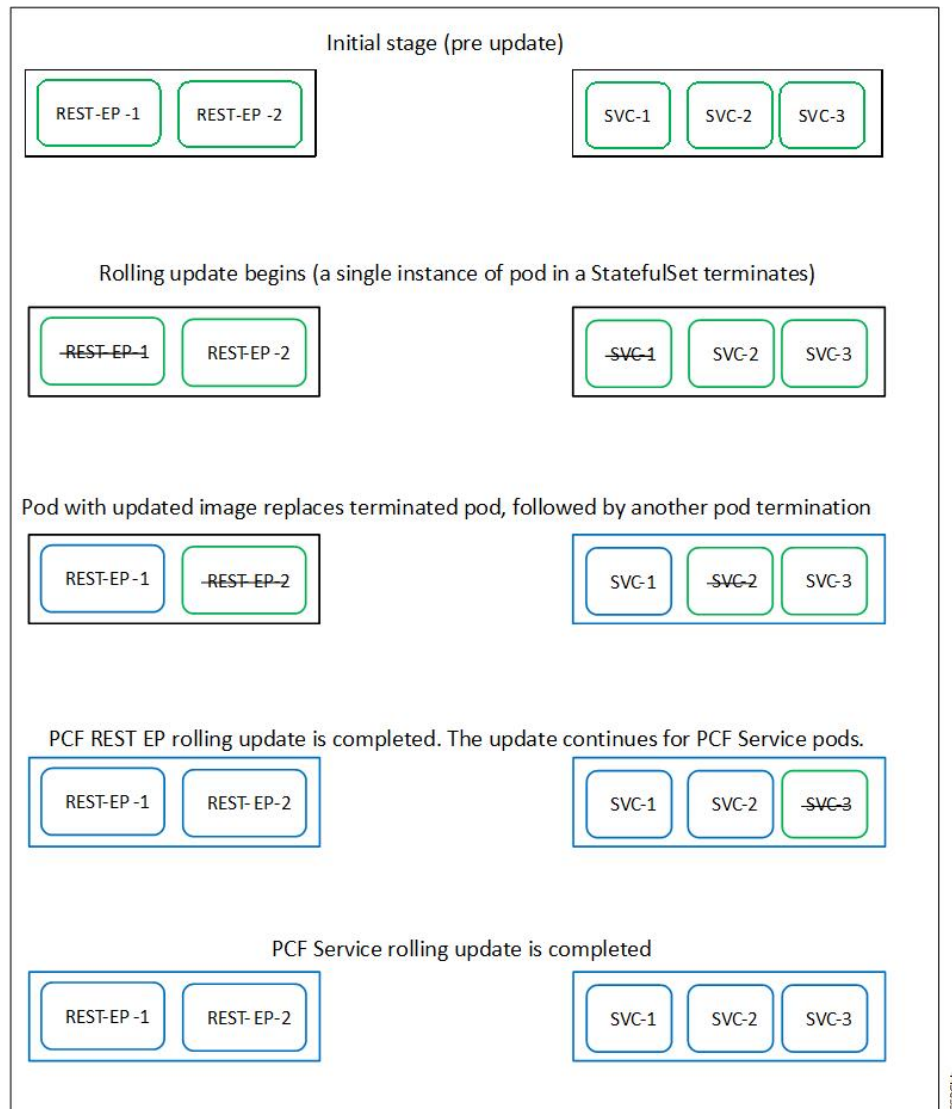 Initial stage (pre update)
REST-EP -1
REST-EP -2
SVC-1
SVC-2
SVC-3
Rolling update begins (a single instance of pod in a StatefulSet terminates)
REST- EP-1
REST-EP -2
SVC-1
SVC-2
SVC-3
Pod with updated image replaces terminated pod, followed by another pod termination
REST-EP -1
REST EP-2
SVC-1
SVC-2
SVC-3
PCF REST EP rolling update is completed. The update continues for PCF Service pods.
REST-EP -1
REST- EP-2
SVC-1
SVC-2
SVC-3
PCF Service rolling update is completed
REST-EP -1
REST- EP-2
SVC-1
SVC-2
SVC-3